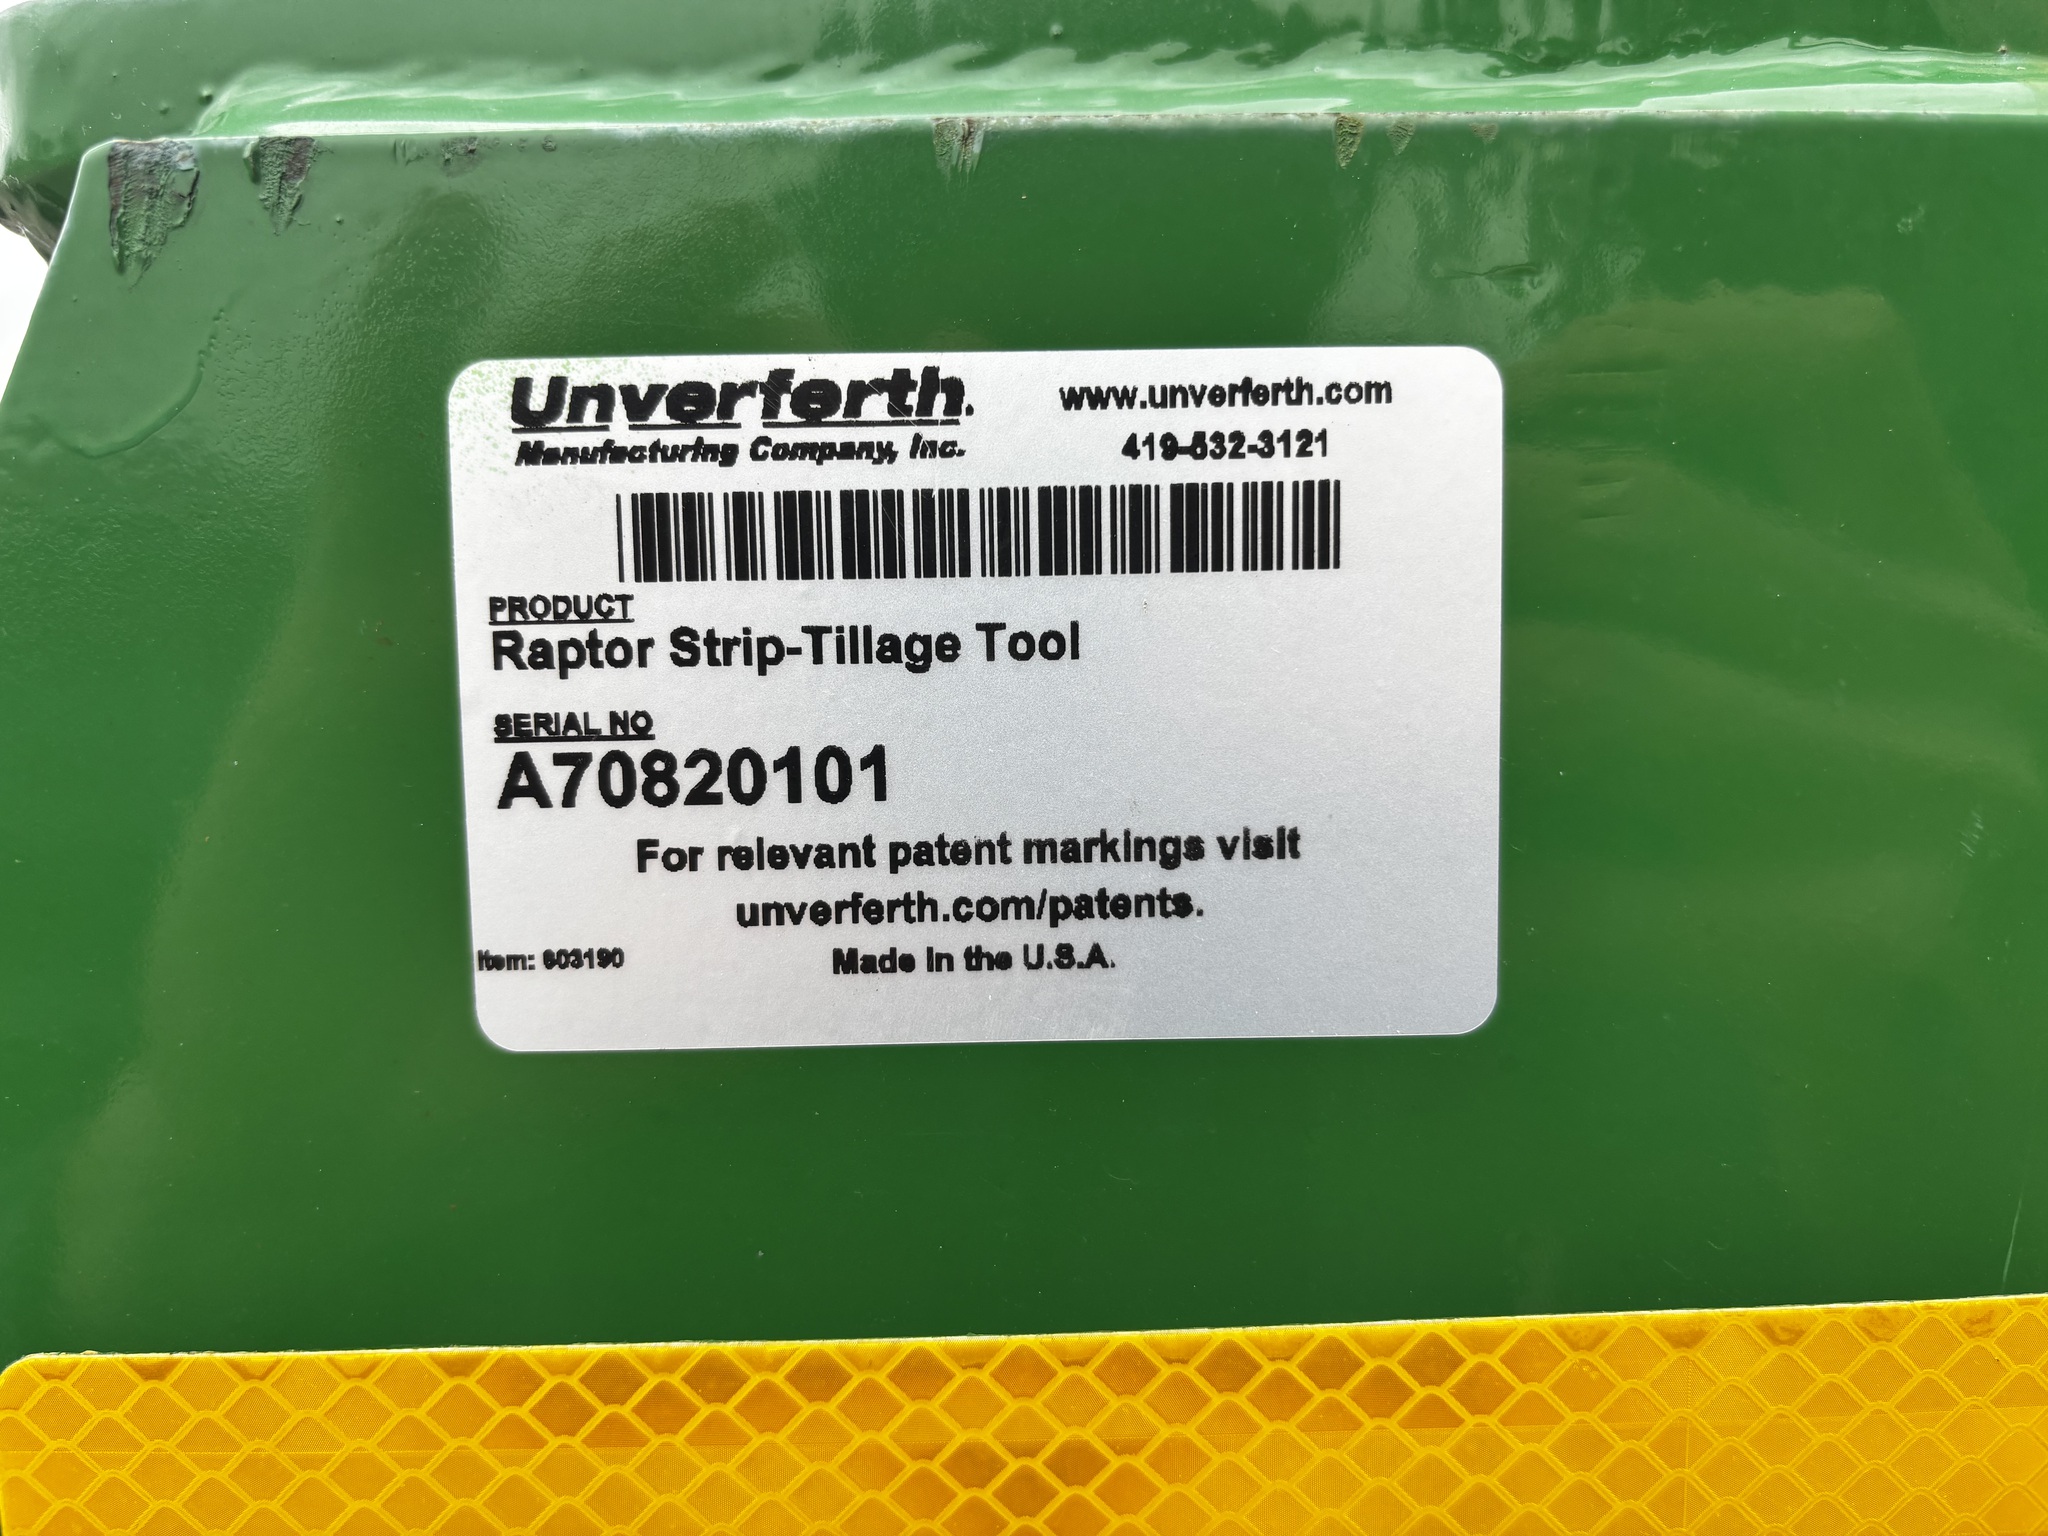 Unverferth.
Manufacturing Company, Inc.
www.unverferth.com
419-532-3121
PRODUCT
Raptor Strip-Tillage Tool
SERIAL NO
A70820101
For relevant patent markings visit
unverferth.com/patents.
Item: 603190
Made in the U.S.A.